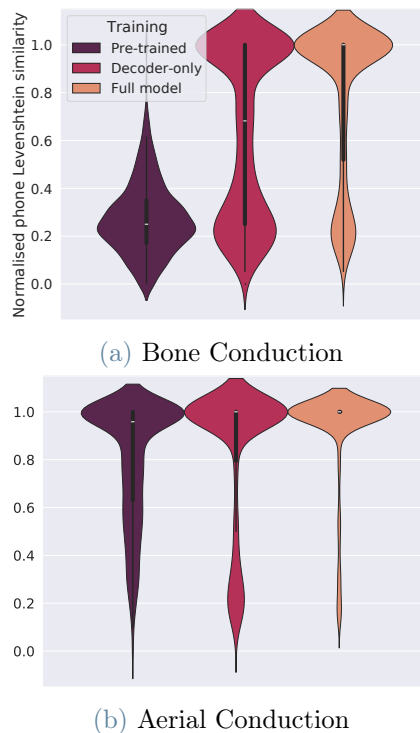 Training
Pre-trained
Decoder-only
Full model
Normalised phone Levenshtein similarity
1.0
0.8
0.6
0.4
0.2
0.0
(a) Bone Conduction
1.0
0.8
0.6
0.4
0.2
0.0
(b) Aerial Conduction